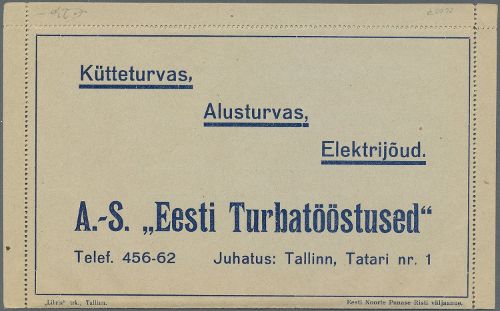 Kütteturvas,
Alusturvas,
Elektrijõud.
A.-S. „Eesti Turbatööstused“
Telef. 456-62 Juhatus: Tallinn, Tatari nr. 1
„Libris“ trk., Tallinn. Eesti Noorte Punase Risti väljaanne.